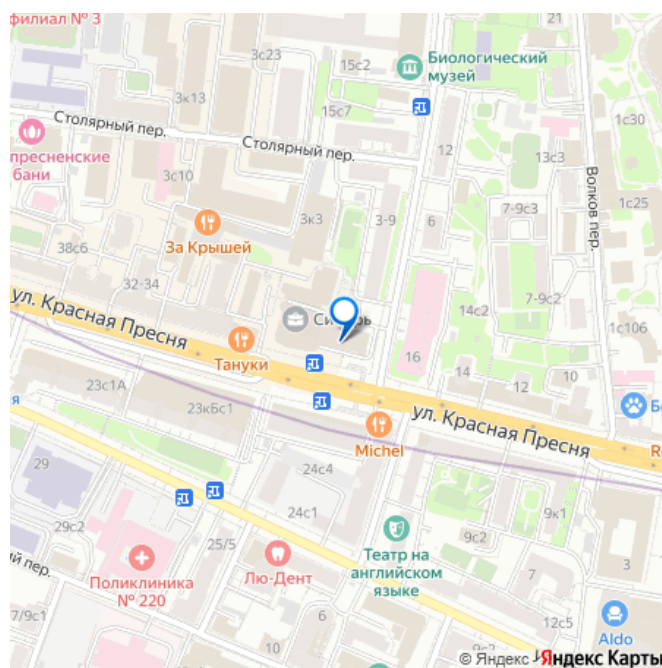 филиал № 3
3с23
15с2
Биологический
музей
3к13
15с7
1с30
Столярный пер.
Столярный пер.
12
13с3
пресненские
бани
3с10
Волков пер.
1с25
3к3
3-9
6
7-9с3
За Крышей
38с6
32-34
14с2
7-9с2
ул. Красная Пресня
1с10б
Тануки
16
14
12
10
23с1А
23кБс1
ул. Красная Пресня
Michel
29
24с4
24с1
9к1
29с2
9с2
25/5
Театр на
английском
языке
7
3
Поликлиника
№ 220
Лю-Дент
6
7/9с1
10
9с2
12с5
Aldo
© Яндекс Яндекс Карты